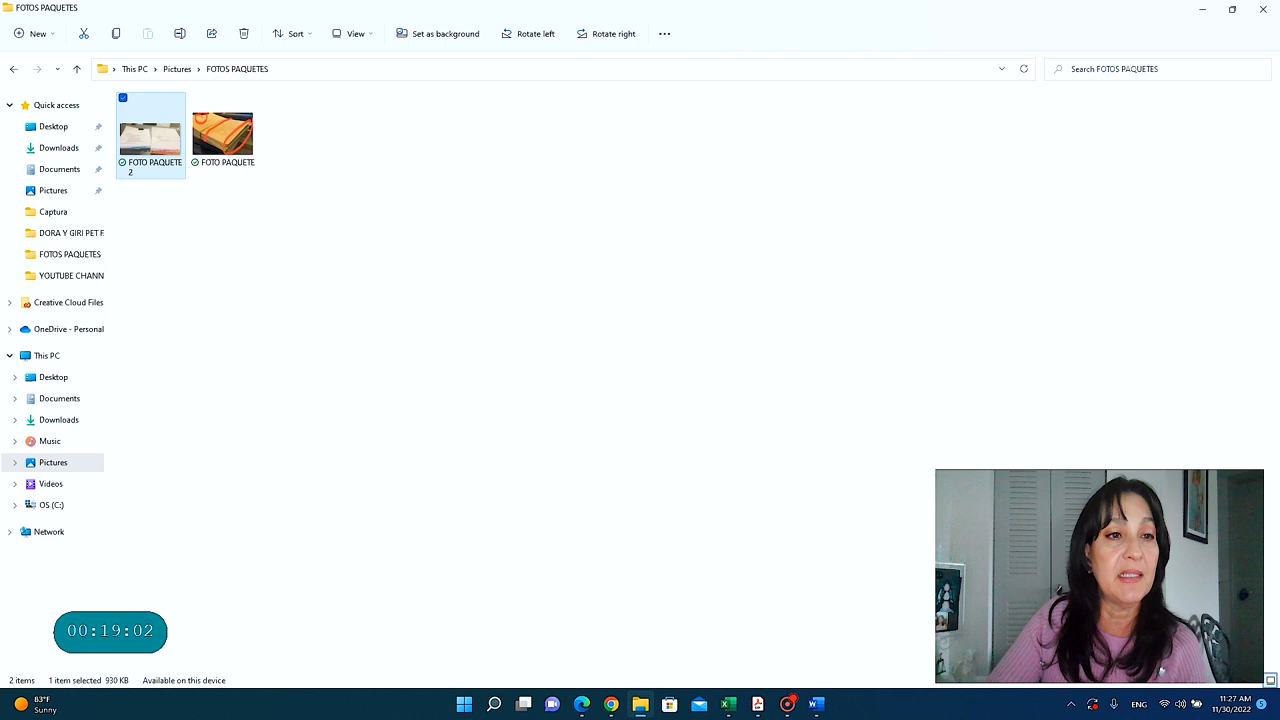 FOTOS PAQUETES
New
Sort
View
Set as background
Rotate left
Rotate right
This PC
Pictures
FOTOS PAQUETES
Search FOTOS PAQUETES
Quick access
Desktop
Downloads
Documents
Pictures
Captura
DORA Y GIRI PET F
FOTOS PAQUETES
YOUTUBE CHANN
Creative Cloud Files
OneDrive - Personal
This PC
Desktop
Documents
Downloads
Music
Pictures
Videos
OS (C:)
Network
FOTO PAQUETE
2
FOTO PAQUETE
00:19:02
2 items
1 item selected 930 KB
Available on this device
83°F
Sunny
ENG
11:27 AM
11/30/2022
5